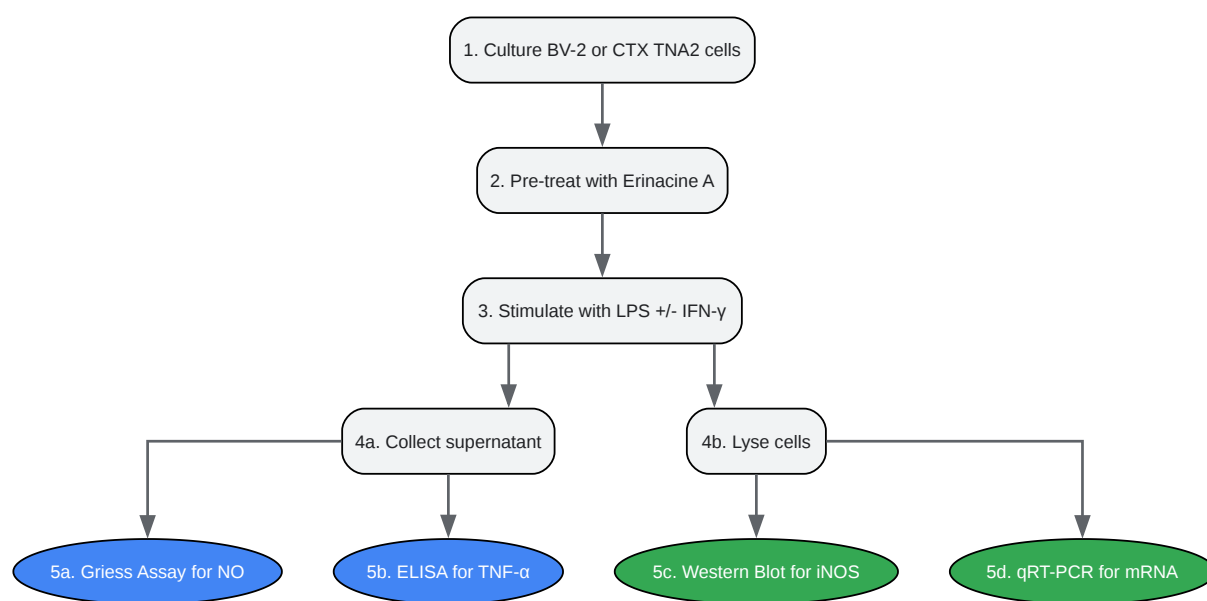 1. Culture BV-2 or CTX TNA2 cells
2. Pre-treat with Erinacine A
3. Stimulate with LPS +/- IFN-γ
4a. Collect supernatant
4b. Lyse cells
5a. Griess Assay for NO
5b. ELISA for TNF-α
5c. Western Blot for iNOS
5d. qRT-PCR for mRNA